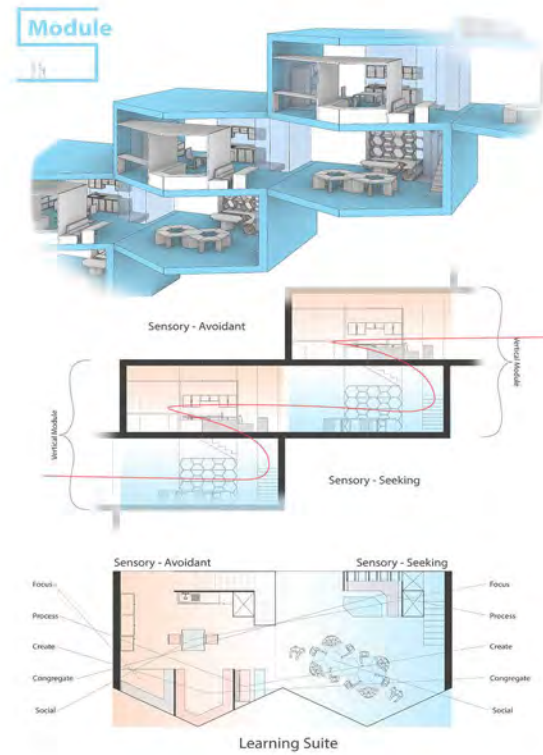 Module
Sensory - Avoidant
Vertical Module
Vertical Module
Sensory - Seeking
Sensory - Avoidant
Sensory - Seeking
Focus
Process
Create
Congregate
Social
Focus
Process
Create
Congregate
Social
Learning Suite